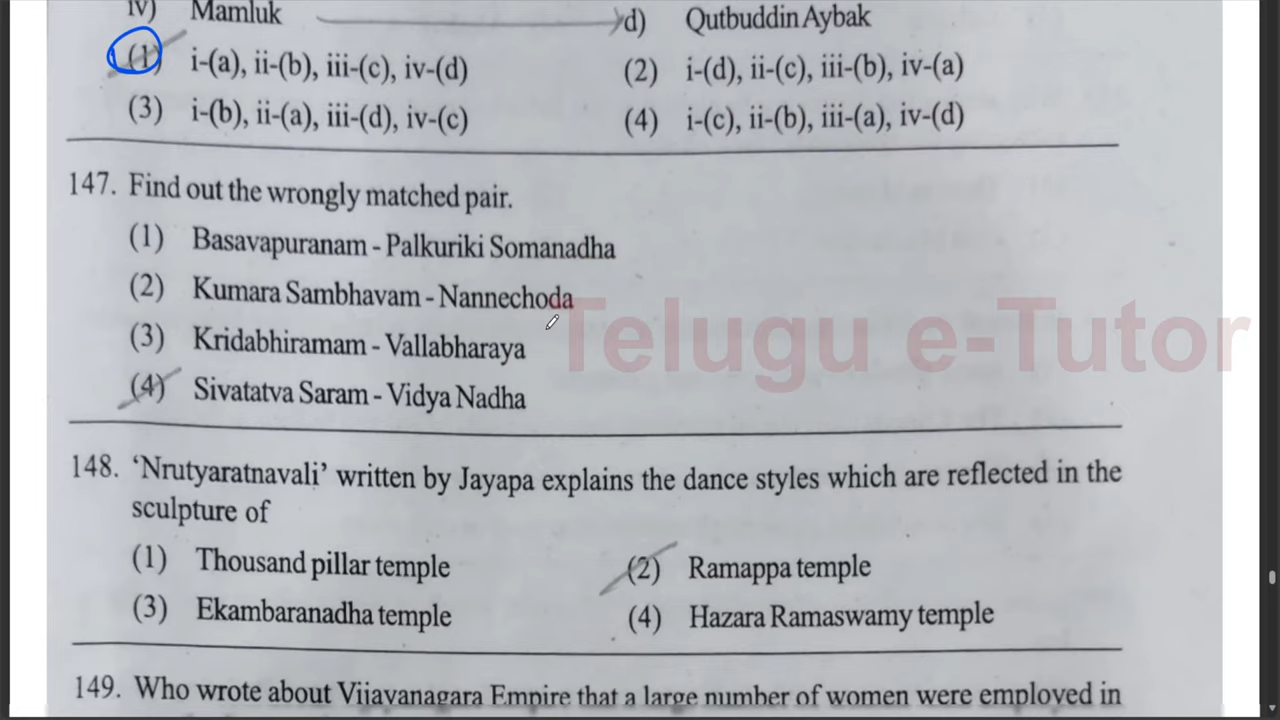 iv) Mamluk d) Qutbuddin Aybak
(1) i-(a), ii-(b), iii-(c), iv-(d) (2) i-(d), ii-(c), iii-(b), iv-(a)
(3) i-(b), ii-(a), iii-(d), iv-(c) (4) i-(c), ii-(b), iii-(a), iv-(d)
147. Find out the wrongly matched pair.
(1) Basavapuranam - Palkuriki Somanadha
(2) Kumara Sambhavam - Nannechoda
(3) Kridabhiramam - Vallabharaya
(4) Sivatatva Saram - Vidya Nadha
Telugu e-Tutor
148. ‘Nrutyaratnavali’ written by Jayapa explains the dance styles which are reflected in the
sculpture of
(1) Thousand pillar temple (2) Ramappa temple
(3) Ekambaranadha temple (4) Hazara Ramaswamy temple
149. Who wrote about Vijayanagara Empire that a large number of women were employed in